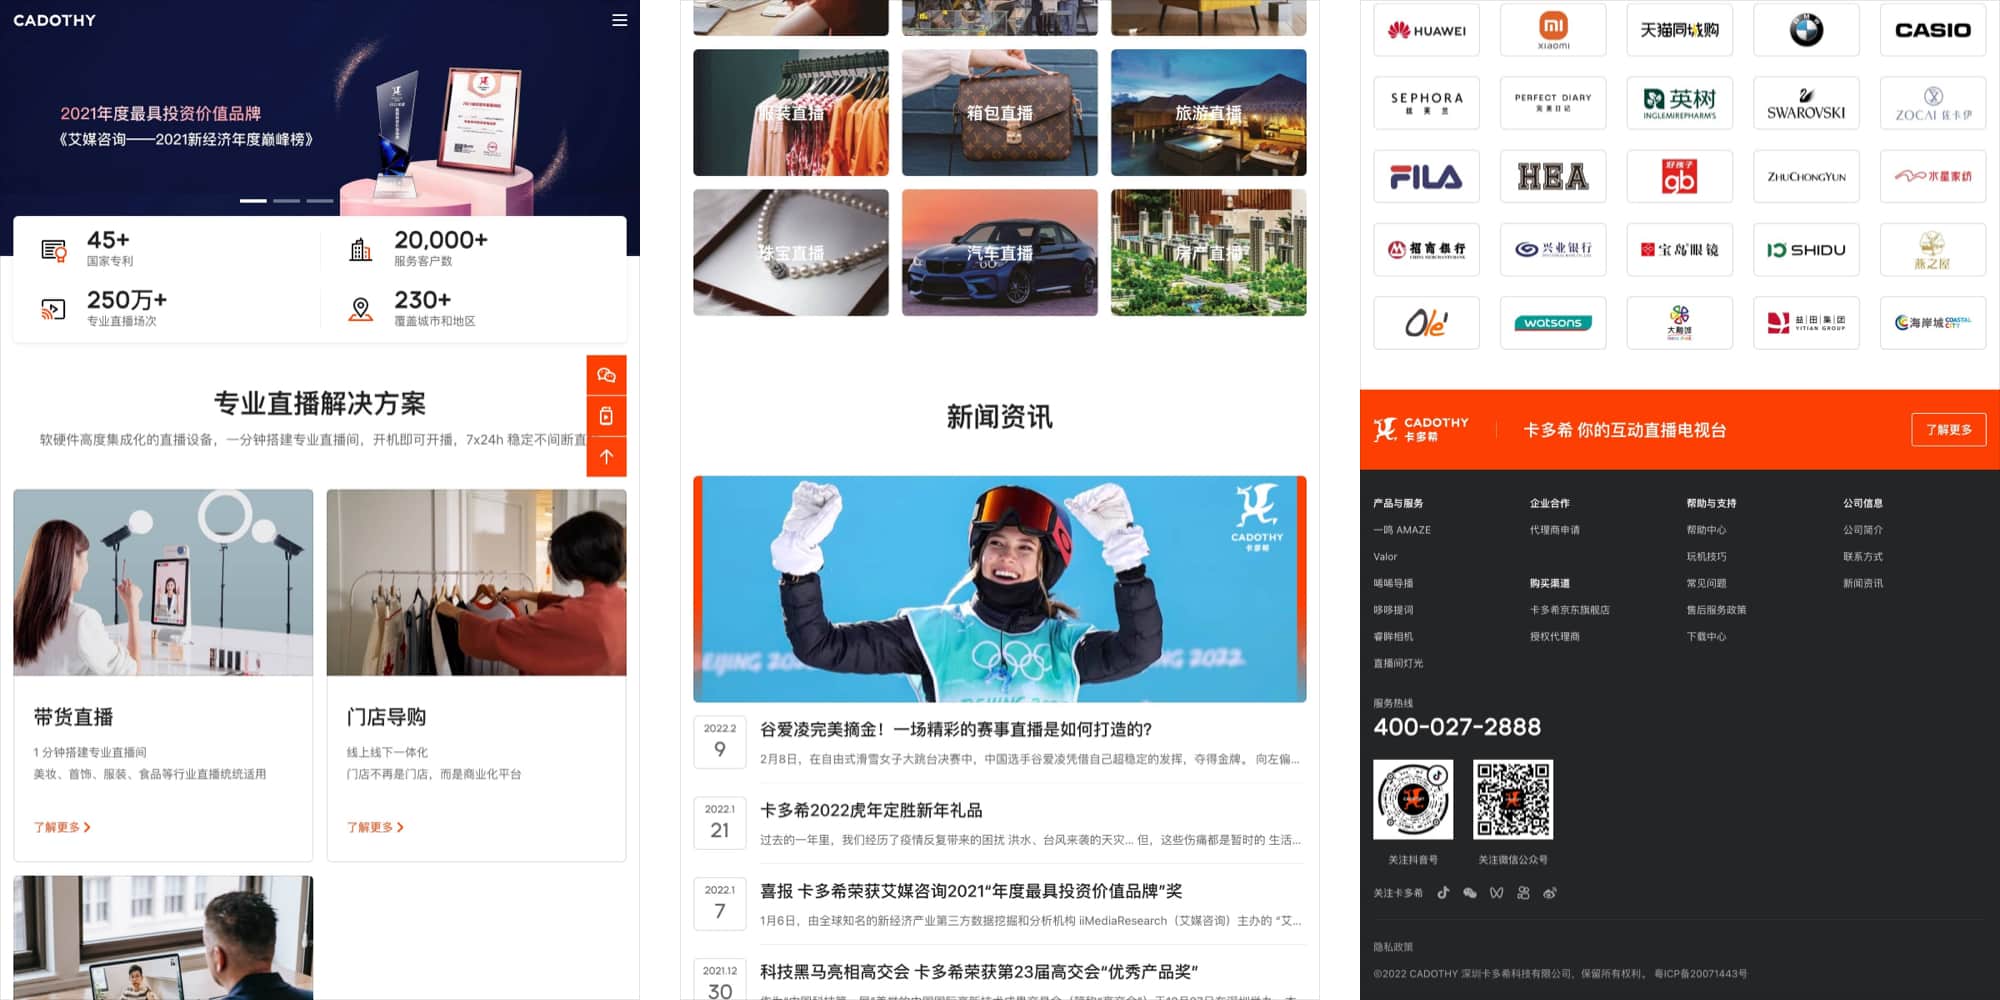 CADOTHY
2021年度最具投资价值品牌
《艾媒咨询——2021新经济年度巅峰榜》
45+
国家专利
20,000+
服务客户数
250万+
专业直播场次
230+
覆盖城市和地区
专业直播解决方案
软硬件高度集成化的直播设备，一分钟搭建专业直播间，开机即可开播，7x24h 稳定不间断直
带货直播
1 分钟搭建专业直播间
美妆、首饰、服装、食品等行业直播统统适用
了解更多
门店导购
线上线下一体化
门店不再是门店，而是商业化平台
了解更多
服装直播
箱包直播
旅游直播
珠宝直播
汽车直播
房产直播
新闻资讯
CADOTHY
卡多希
EIJING 202
NG 2022
2022.2
9
谷爱凌完美摘金！一场精彩的赛事直播是如何打造的?
2月8日，在自由式滑雪女子大跳台决赛中，中国选手谷爱凌凭借自己超稳定的发挥，夺得金牌。 向左偏...
2022.1
21
卡多希2022虎年定胜新年礼品
过去的一年里，我们经历了疫情反复带来的困扰 洪水、台风来袭的天灾... 但，这些伤痛都是暂时的 生活...
2022.1
7
喜报 卡多希荣获艾媒咨询2021“年度最具投资价值品牌”奖
1月6日，由全球知名的新经济产业第三方数据挖掘和分析机构 iiMediaResearch（艾媒咨询）主办的 “艾...
2021.12
30
科技黑马亮相高交会 卡多希荣获第23届高交会“优秀产品奖”
HUAWEI
xiaomi
天猫同城购
BMW
CASIO
SEPHORA
丝芙兰
PERFECT DIARY
完美日记
英树
INGLEMIREPHARM'S
SWAROVSKI
ZOCAI 佐卡伊
FILA
HEA
好孩子
gb
ZHUCHONGYUN
水星家纺
招商银行
CHINA MERCHANTS BANK
兴业银行
INDUSTRIAL BANK CO.,LTD.
宝岛眼镜
SHIDU
燕之屋
Ole'
watsons
大融城
益田集团
YITIAN GROUP
海岸城 COASTAL CITY
CADOTHY
卡多希
卡多希 你的互动直播电视台
了解更多
产品与服务
一鸣 AMAZE
Valor
唏唏导播
哆哆提词
睿眸相机
直播间灯光
企业合作
代理商申请
购买渠道
卡多希京东旗舰店
授权代理商
帮助与支持
帮助中心
玩机技巧
常见问题
售后服务政策
下载中心
公司信息
公司简介
联系方式
新闻资讯
服务热线
400-027-2888
关注抖音号
关注微信公众号
关注卡多希
隐私政策
©2022 CADOTHY 深圳卡多希科技有限公司，保留所有权利。 粤ICP备20071443号